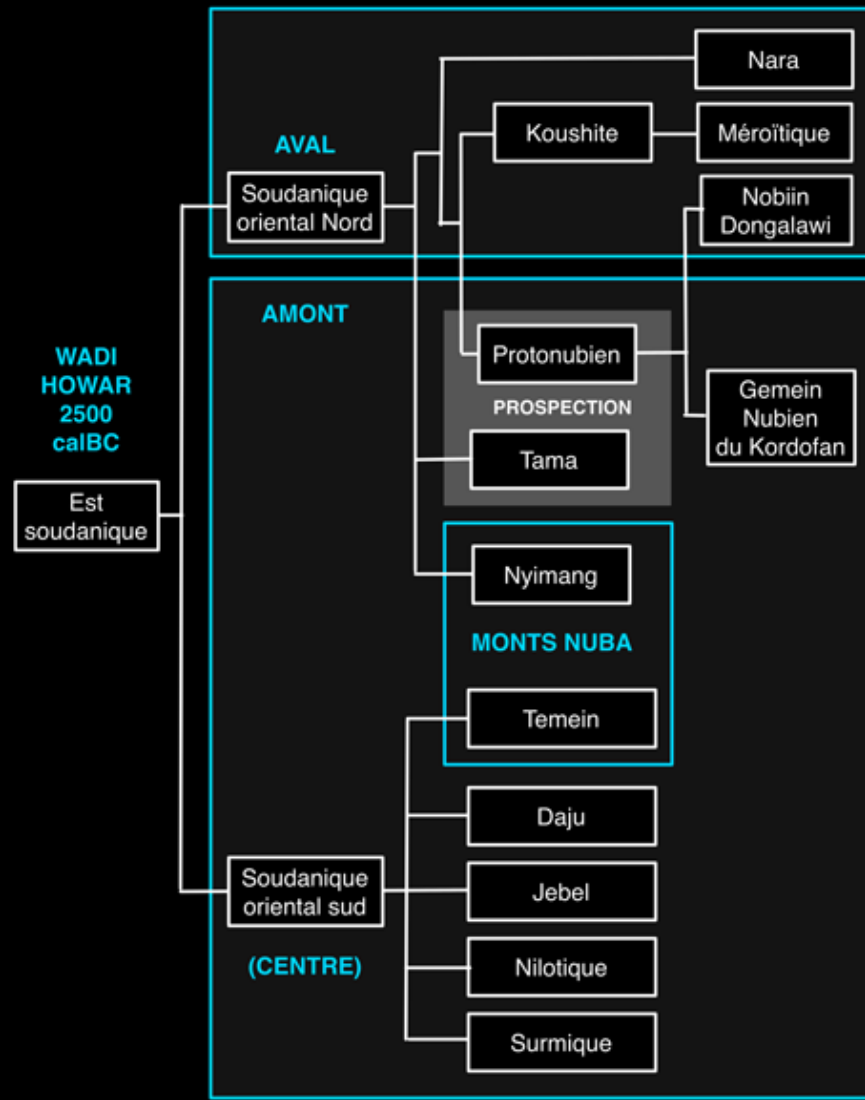 Nara
Koushite
Méroïtique
AVAL
Soudanique
oriental Nord
Nobiin
Dongalawi
AMONT
WADI
HOWAR
2500
calBC
Protonubien
PROSPECTION
Gemein
Nubien
du Kordofan
Tama
Est
soudanique
Nyimang
MONTS NUBA
Temein
Daju
Soudanique
oriental sud
Jebel
(CENTRE)
Nilotique
Surmique